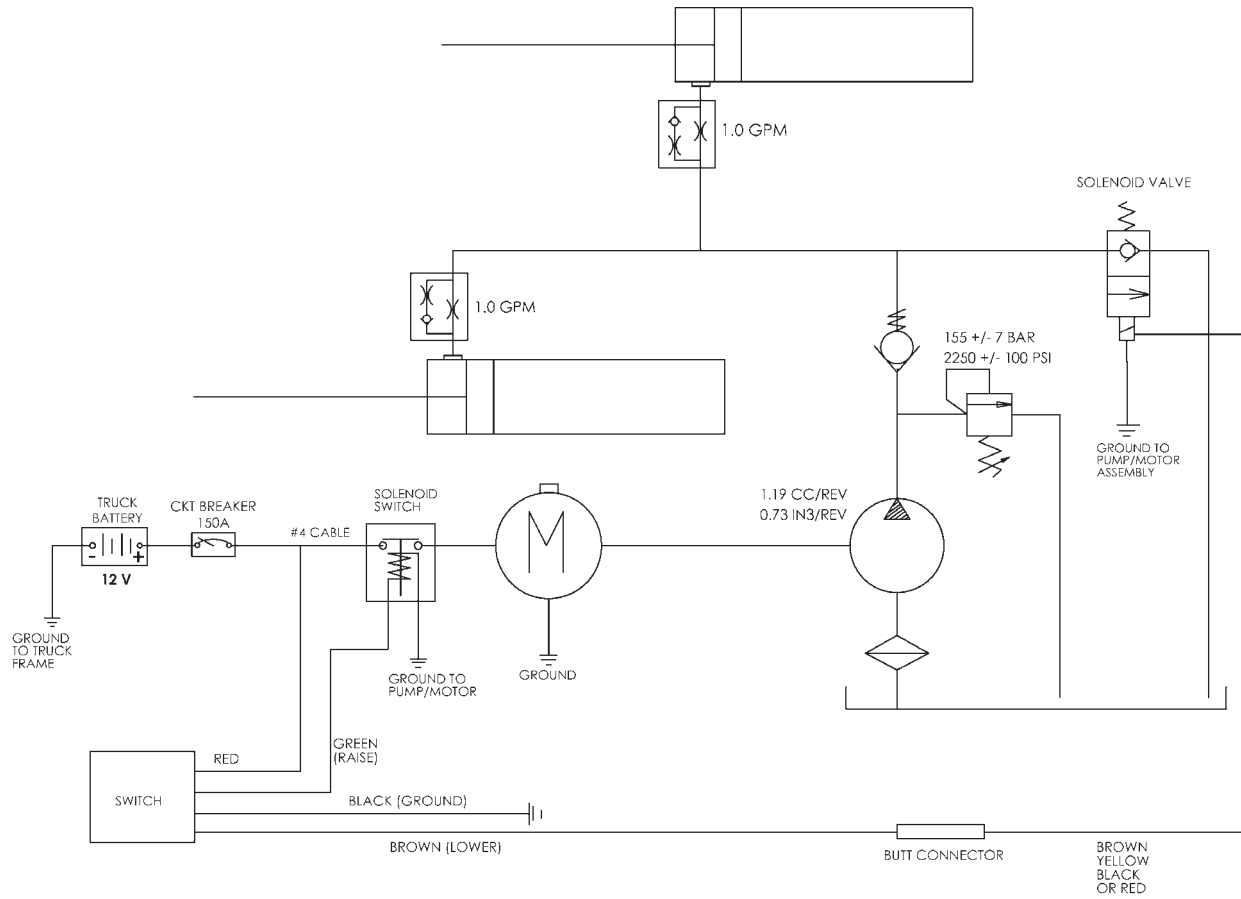 1.0 GPM
SOLENOID VALVE
1.0 GPM
155 +/- 7 BAR
2250 +/- 100 PSI
GROUND TO
PUMP/MOTOR
ASSEMBLY
1.19 CC/REV
0.73 IN3/REV
TRUCK
BATTERY
- +
12 V
CKT BREAKER
150A
#4 CABLE
SOLENOID
SWITCH
M
GROUND
TO TRUCK
FRAME
GROUND TO
PUMP/MOTOR
GROUND
RED
GREEN
(RAISE)
SWITCH
BLACK (GROUND)
BROWN (LOWER)
BUTT CONNECTOR
BROWN
YELLOW
BLACK
OR RED